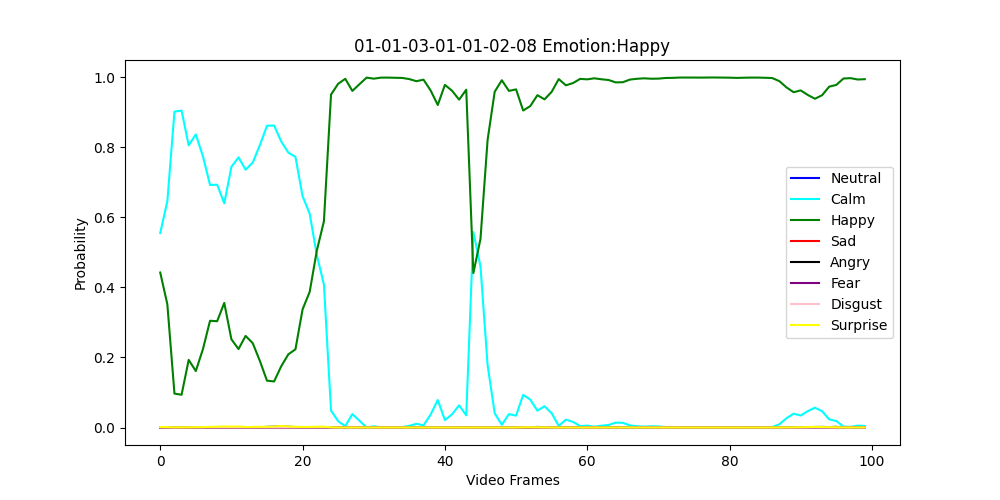 01-01-03-01-01-02-08 Emotion:Happy
1.0
0.8
0.6
0.4
0.2
0.0
Probability
0 20 40 60 80 100
Video Frames
Neutral
Calm
Happy
Sad
Angry
Fear
Disgust
Surprise